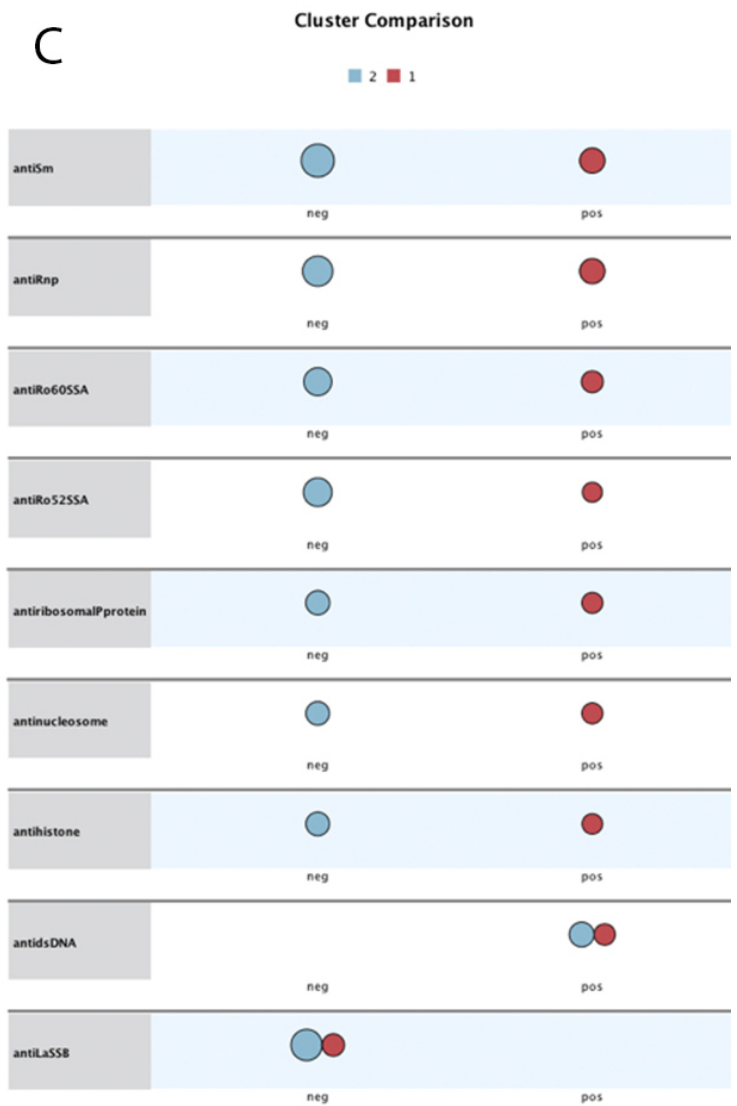 Cluster Comparison
C
2 1
antiSm
neg pos
antiRnp
neg pos
antiRo60SSA
neg pos
antiRo52SSA
neg pos
antiribosomalPprotein
neg pos
antinucleosome
neg pos
antihistone
neg pos
antidsDNA
neg pos
antiLaSSB
neg pos